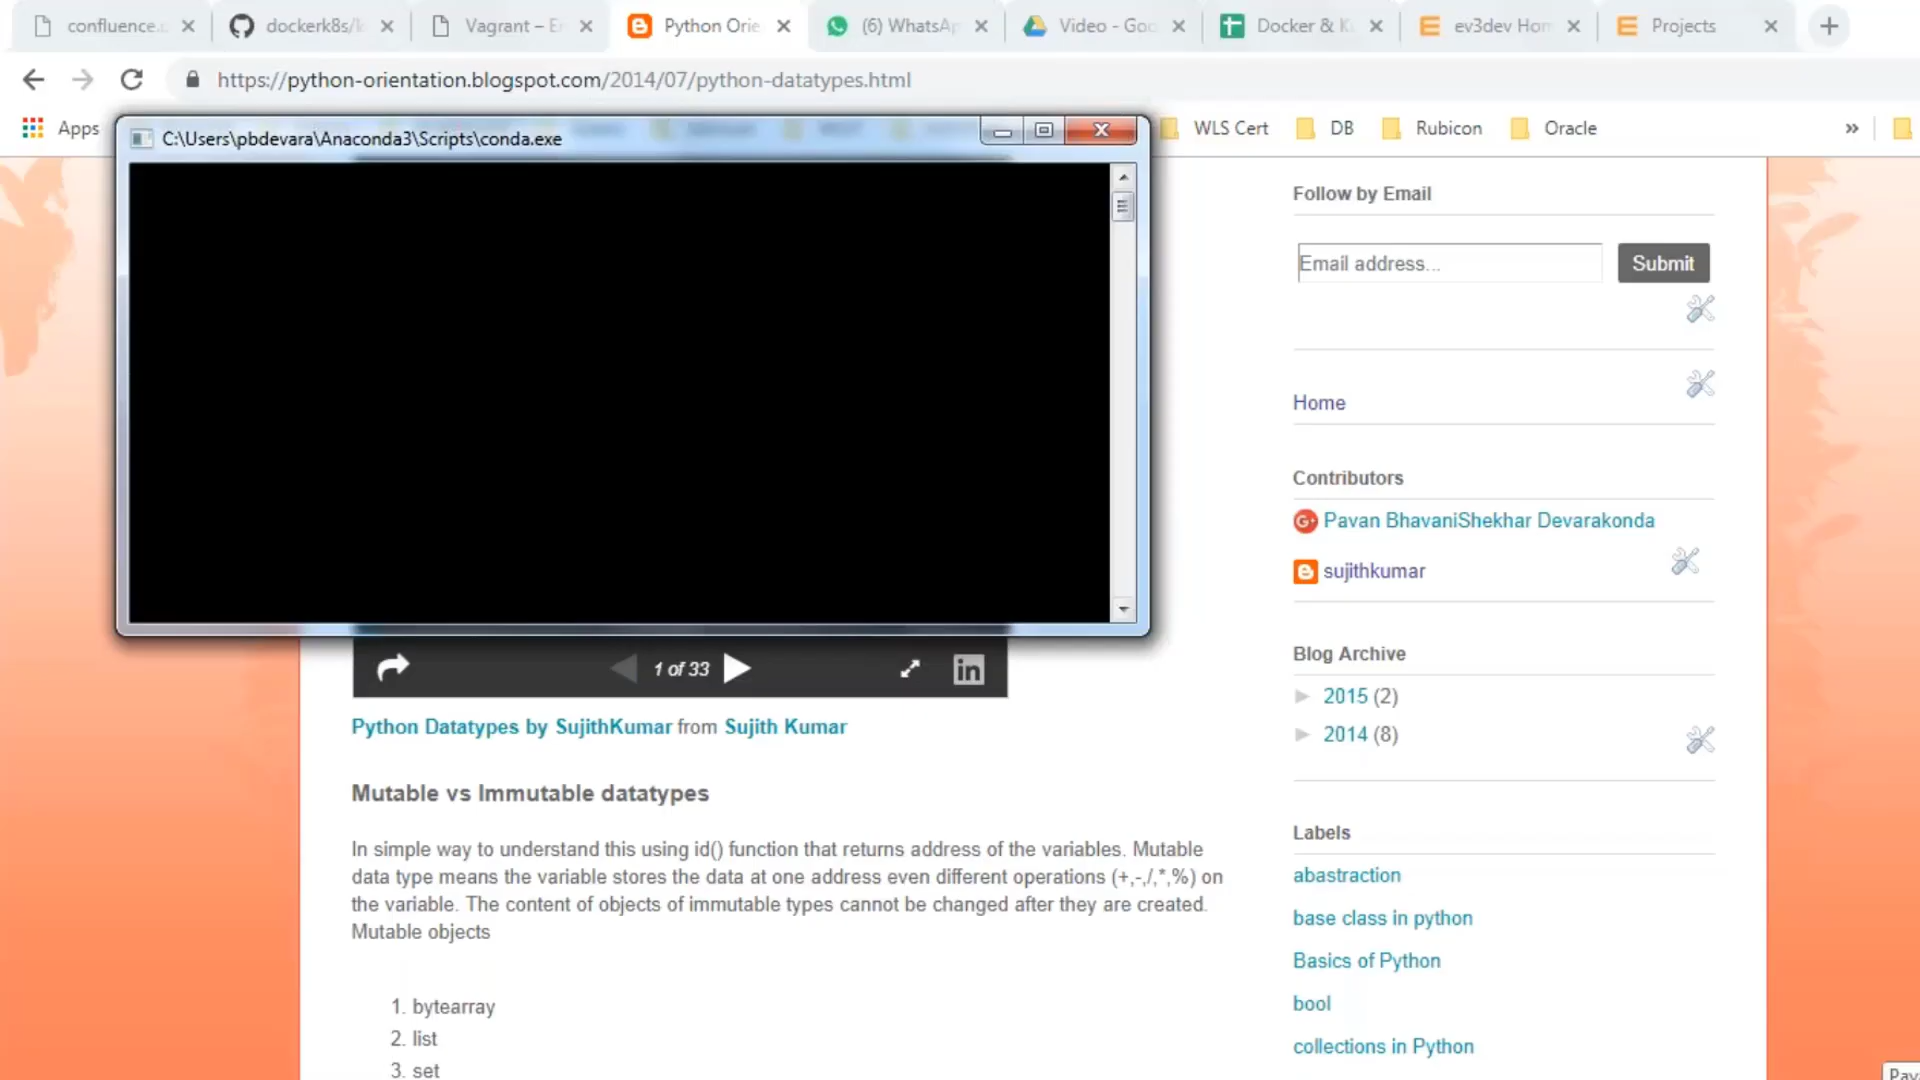 confluence.c
dockerk8s/k
Vagrant – E
Python Orie
(6) WhatsAp
Video - Goo
Docker & K
ev3dev Hom
Projects
https://python-orientation.blogspot.com/2014/07/python-datatypes.html
Apps
WLS Cert
DB
Rubicon
Oracle
»
C:\Users\pbdevara\Anaconda3\Scripts\conda.exe
1 of 33
Python Datatypes by SujithKumar from Sujith Kumar
Mutable vs Immutable datatypes
In simple way to understand this using id() function that returns address of the variables. Mutable
data type means the variable stores the data at one address even different operations (+,-,/,*,%) on
the variable. The content of objects of immutable types cannot be changed after they are created.
Mutable objects
1. bytearray
2. list
3. set
Follow by Email
Email address...
Submit
Home
Contributors
Pavan BhavaniShekhar Devarakonda
sujithkumar
Blog Archive
► 2015 (2)
► 2014 (8)
Labels
abastraction
base class in python
Basics of Python
bool
collections in Python
Pava